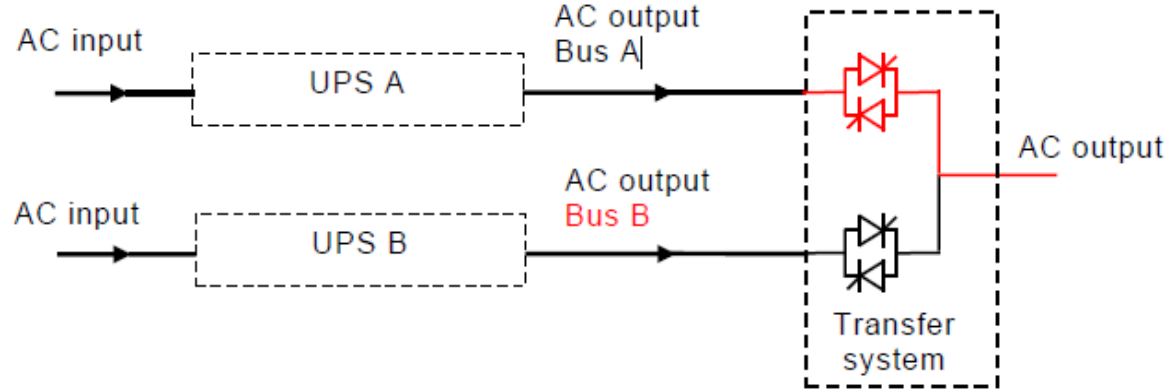 AC input
UPS A
AC output
Bus A
AC output
AC input
UPS B
AC output
Bus B
Transfer
system